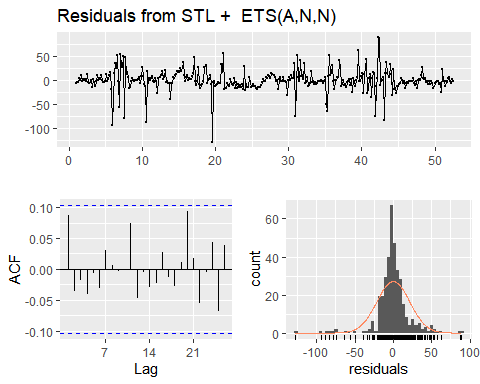 Residuals from STL + ETS(A,N,N)
50
0
-50
-100
0 10 20 30 40 50
ACF
0.10
0.05
0.00
-0.05
-0.10
7 14 21
Lag
count
60
40
20
0
-100 -50 0 50 100
residuals